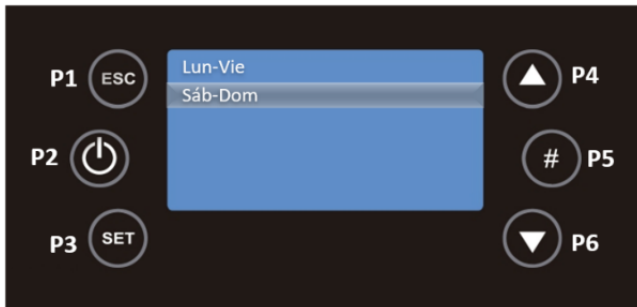 P1 ESC
Lun-Vie
Sáb-Dom
P4
P2
# P5
P3 SET
P6